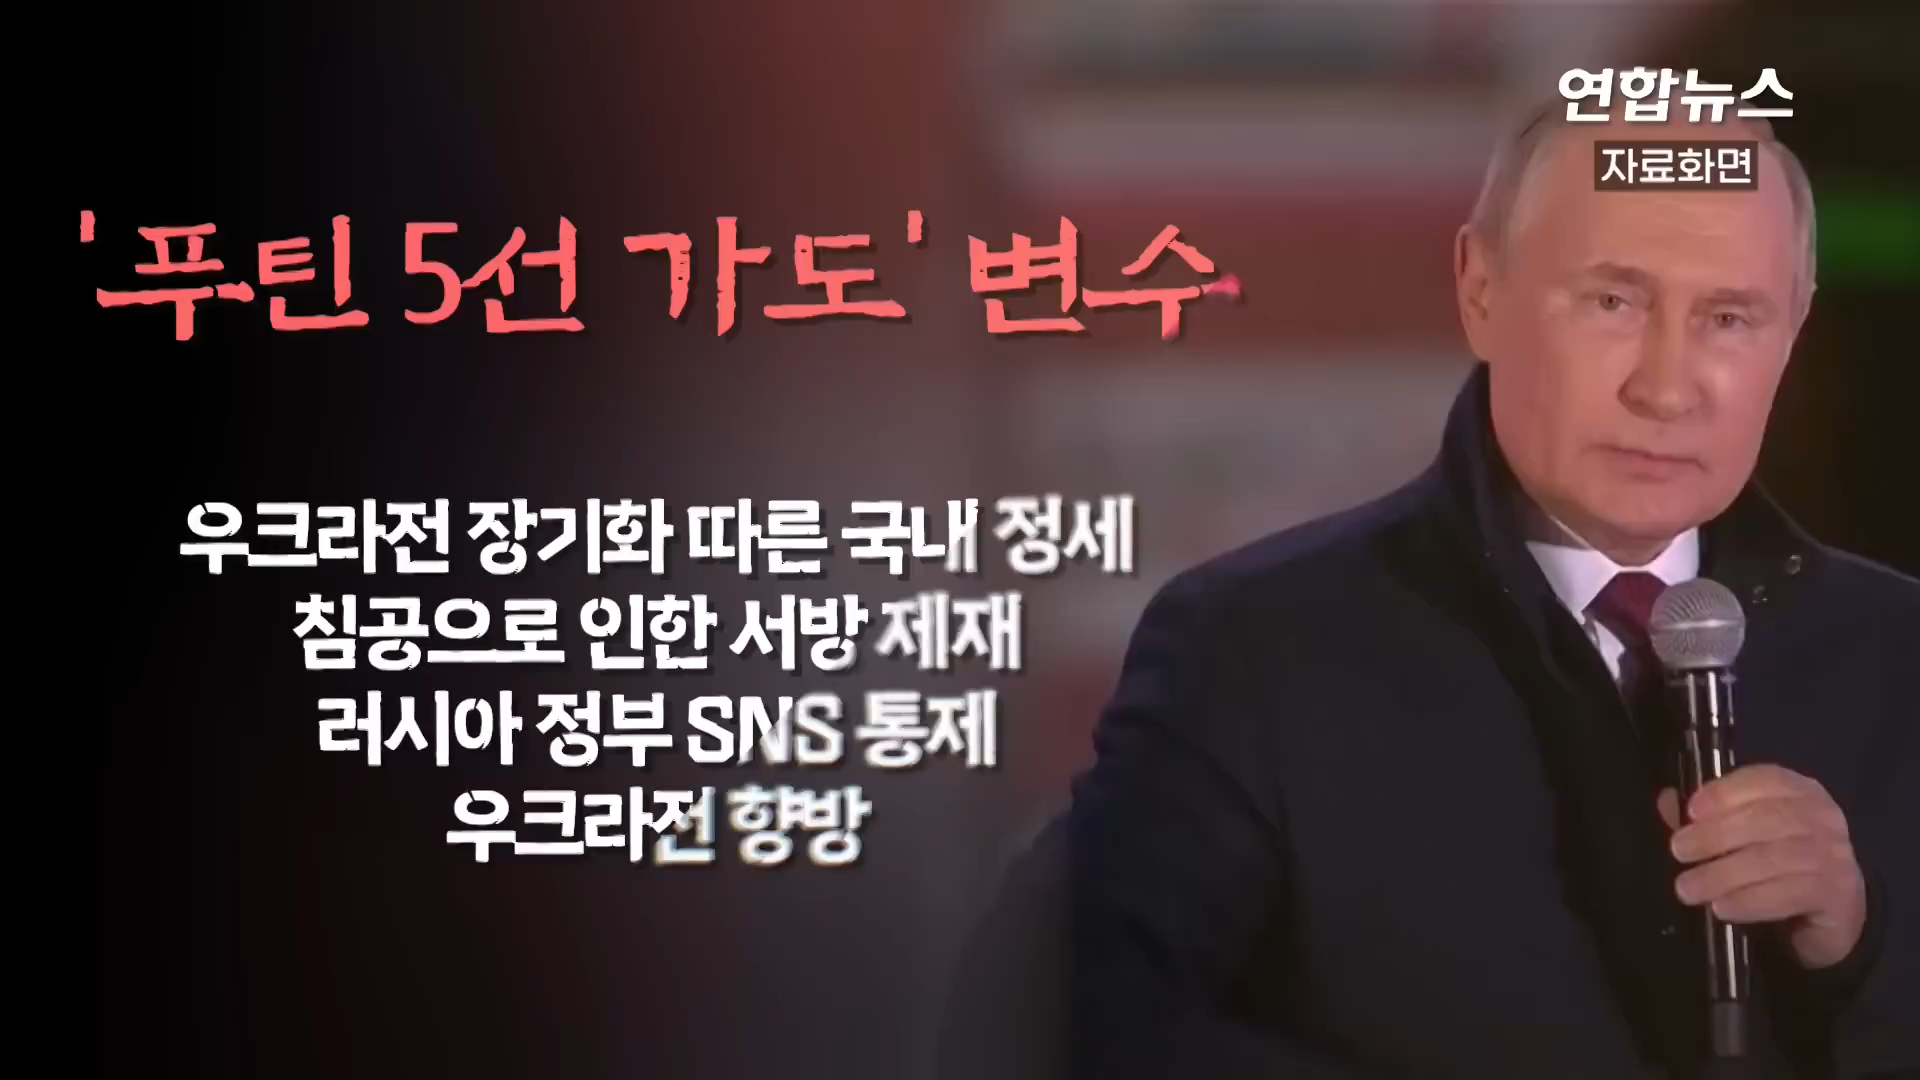 연합뉴스
자료화면
'푸틴 5선 가도' 변수
우크라전 장기화 따른 국내 정세
침공으로 인한 서방 제재
러시아 정부 SNS 통제
우크라전 향방